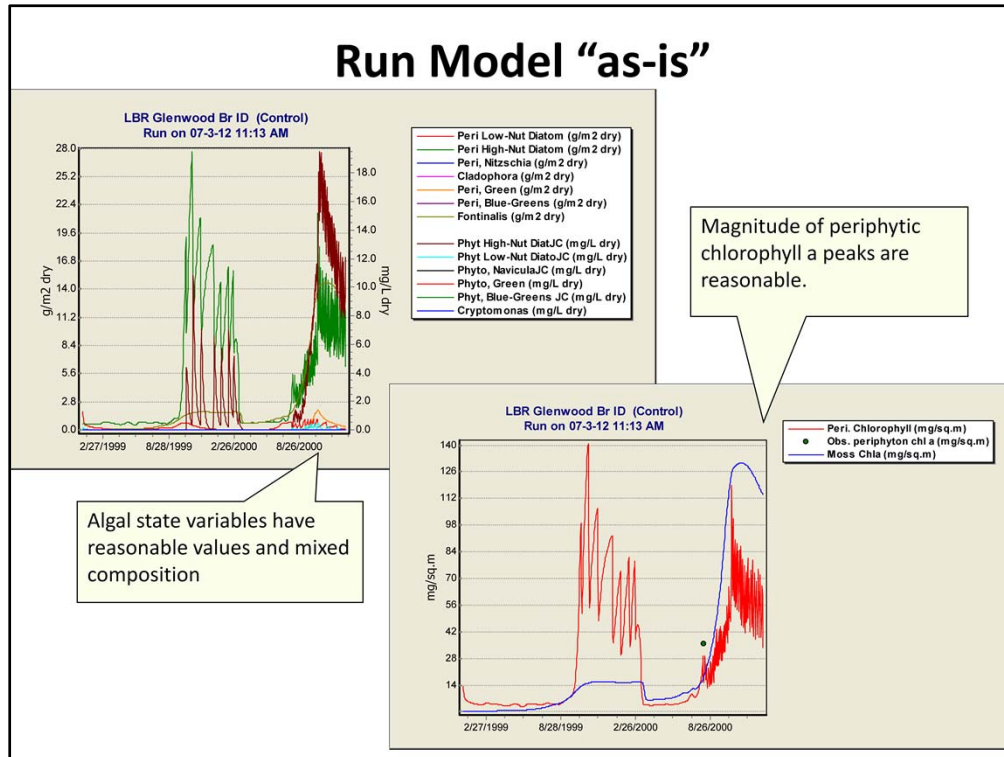 Run Model “as-is”
LBR Glenwood Br ID (Control)
Run on 07-3-12 11:13 AM
28.0
25.2
22.4
19.6
16.8
14.0
11.2
8.4
5.6
2.8
0.0
g/m2 dry
18.0
16.0
14.0
12.0
10.0
8.0
6.0
4.0
2.0
0.0
mg/L dry
2/27/1999 8/28/1999 2/26/2000 8/26/2000
Peri Low-Nut Diatom (g/m2 dry)
Peri High-Nut Diatom (g/m2 dry)
Peri, Nitzschia (g/m2 dry)
Cladophora (g/m2 dry)
Peri, Green (g/m2 dry)
Peri, Blue-Greens (g/m2 dry)
Fontinalis (g/m2 dry)
Phyt High-Nut DiatJC (mg/L dry)
Phyt Low-Nut DiatoJC (mg/L dry)
Phyto, NaviculaJC (mg/L dry)
Phyto, Green (mg/L dry)
Phyt, Blue-Greens JC (mg/L dry)
Cryptomonas (mg/L dry)
Magnitude of periphytic
chlorophyll a peaks are
reasonable.
Algal state variables have
reasonable values and mixed
composition
LBR Glenwood Br ID (Control)
Run on 07-3-12 11:13 AM
140
126
112
98
84
70
56
42
28
14
mg/sq.m
2/27/1999 8/28/1999 2/26/2000 8/26/2000
Peri. Chlorophyll (mg/sq.m)
Obs. periphyton chl a (mg/sq.m)
Moss Chla (mg/sq.m)